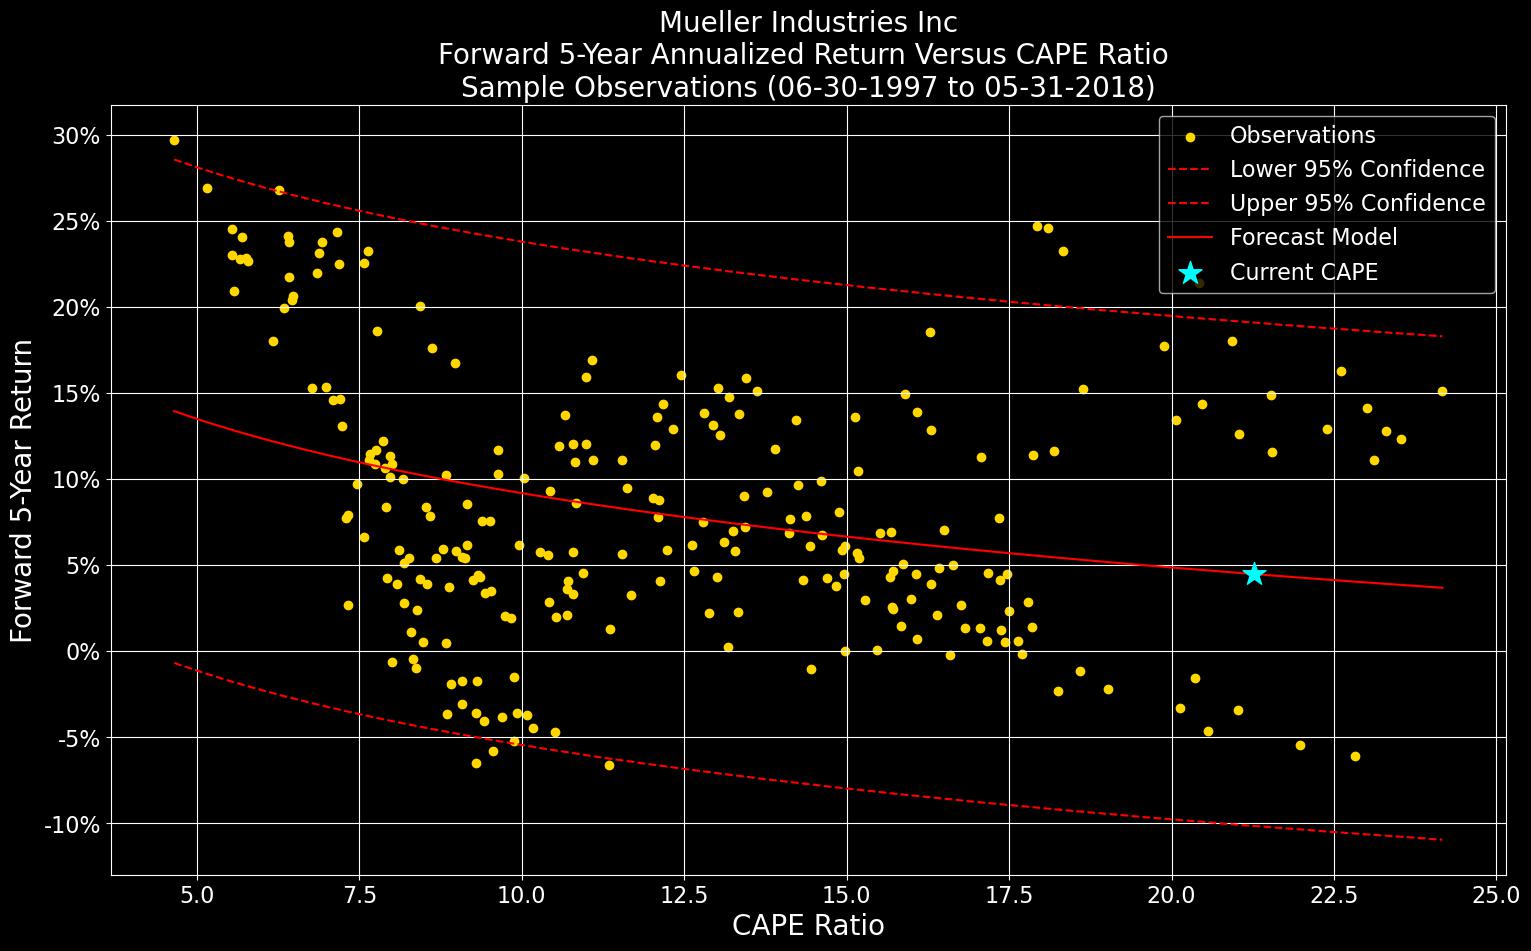 Mueller Industries Inc
Forward 5-Year Annualized Return Versus CAPE Ratio
Sample Observations (06-30-1997 to 05-31-2018)
Observations
Lower 95% Confidence
Upper 95% Confidence
Forecast Model
Current CAPE
Forward 5-Year Return
30%
25%
20%
15%
10%
5%
0%
-5%
-10%
5.0
7.5
10.0
12.5
15.0
17.5
20.0
22.5
25.0
CAPE Ratio